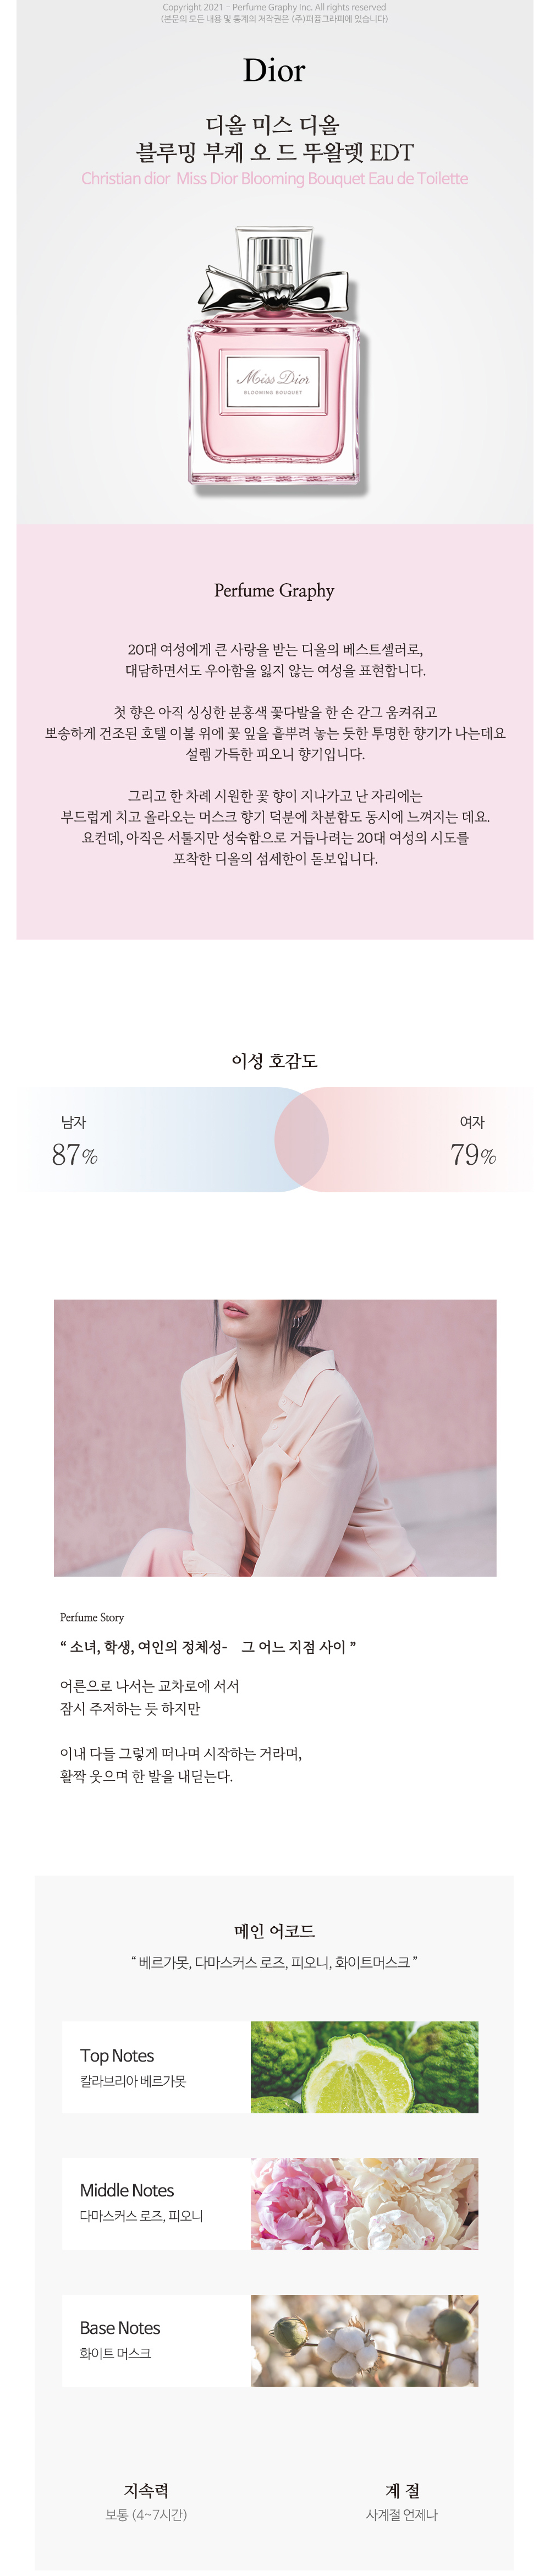 Copyright 2021 - Perfume Graphy Inc. All rights reserved
(본문의 모든 내용 및 통계의 저작권은 (주)퍼퓸그라피에 있습니다)
Dior
디올 미스 디올
블루밍 부케 오 드 뚜왈렛 EDT
Christian dior Miss Dior Blooming Bouquet Eau de Toilette
Miss Dior
BLOOMING BOUQUET
Perfume Graphy
20대 여성에게 큰 사랑을 받는 디올의 베스트셀러로,
대담하면서도 우아함을 잃지 않는 여성을 표현합니다.
첫 향은 아직 싱싱한 분홍색 꽃다발을 한 손 갇그 움켜쥐고
뽀송하게 건조된 호텔 이불 위에 꽃 잎을 흩뿌려 놓는 듯한 투명한 향기가 나는데요
설렘 가득한 피오니 향기입니다.
그리고 한 차례 시원한 꽃 향이 지나가고 난 자리에는
부드럽게 치고 올라오는 머스크 향기 덕분에 차분함도 동시에 느껴지는 데요.
요컨데, 아직은 서툴지만 성숙함으로 거듭나려는 20대 여성의 시도를
포착한 디올의 섬세한이 돋보입니다.
이성 호감도
남자
87%
여자
79%
Perfume Story
“ 소녀, 학생, 여인의 정체성- 그 어느 지점 사이 ”
어른으로 나서는 교차로에 서서
잠시 주저하는 듯 하지만
이내 다들 그렇게 떠나며 시작하는 거라며,
활짝 웃으며 한 발을 내딛는다.
메인 어코드
“ 베르가못, 다마스커스 로즈, 피오니, 화이트머스크 ”
Top Notes
칼라브리아 베르가못
Middle Notes
다마스커스 로즈, 피오니
Base Notes
화이트 머스크
지속력
보통 (4~7시간)
계 절
사계절 언제나